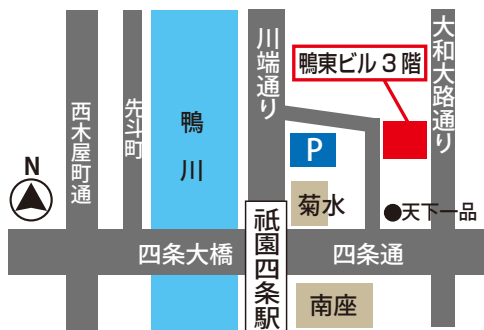 西木屋町通
先斗町
鴨川
川端通り
鴨東ビル3階
大和大路通り
N
P
菊水
●天下一品
四条大橋
祇園四条駅
四条通
南座